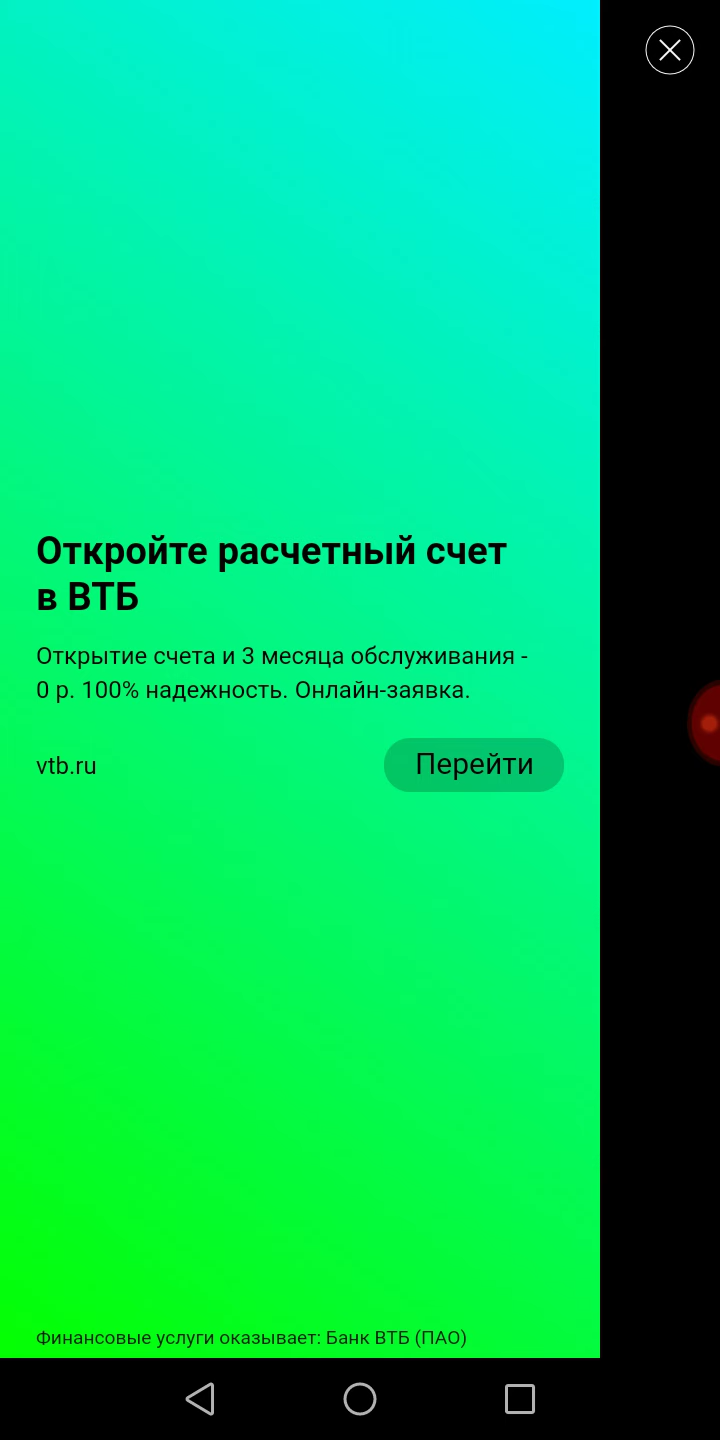 Откройте расчетный счет
в ВТБ
Открытие счета и 3 месяца обслуживания -
0 р. 100% надежность. Онлайн-заявка.
vtb.ru
Перейти
Финансовые услуги оказывает: Банк ВТБ (ПАО)